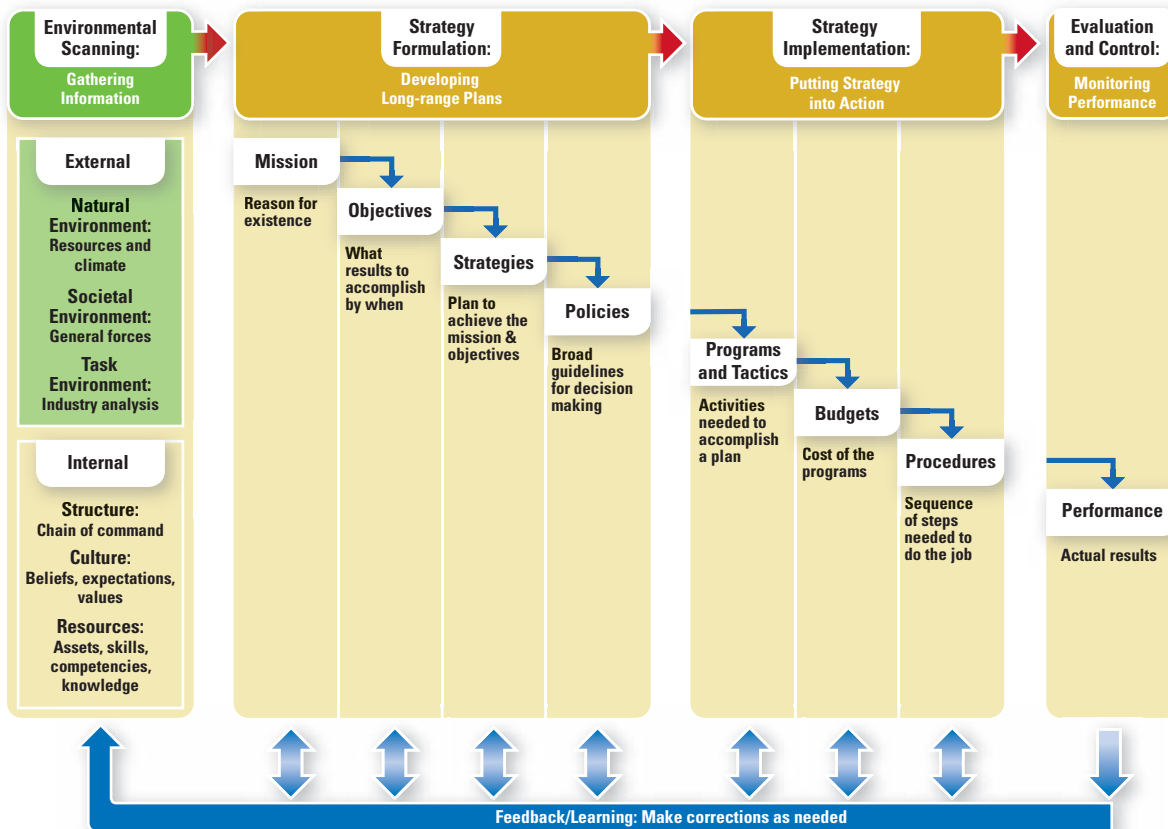 Environmental
Scanning:
Gathering
Information
Strategy
Formulation:
Developing
Long-range Plans
Strategy
Implementation:
Putting Strategy
into Action
Evaluation
and Control:
Monitoring
Performance
External
Natural
Environment:
Resources and
climate
Societal
Environment:
General forces
Task
Environment:
Industry analysis
Internal
Structure:
Chain of command
Culture:
Beliefs, expectations,
values
Resources:
Assets, skills,
competencies,
knowledge
Mission
Reason for
existence
Objectives
What
results to
accomplish
by when
Strategies
Plan to
achieve the
mission &
objectives
Policies
Broad
guidelines
for decision
making
Programs
and Tactics
Activities
needed to
accomplish
a plan
Budgets
Cost of the
programs
Procedures
Sequence
of steps
needed to
do the job
Performance
Actual results
Feedback/Learning: Make corrections as needed